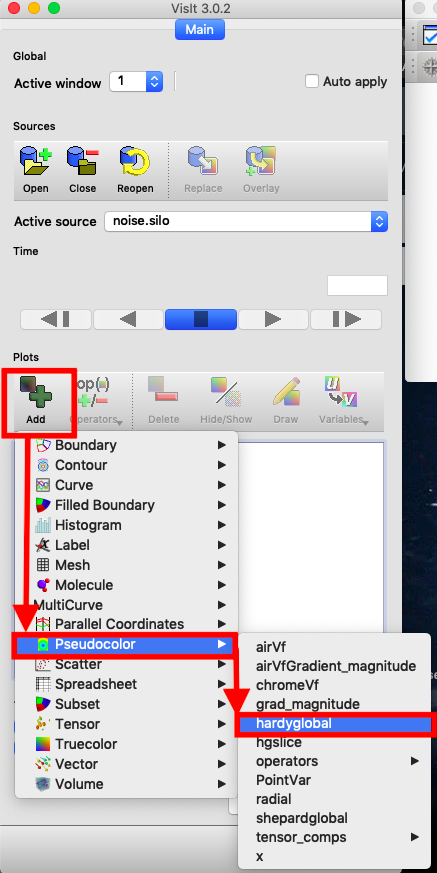 VisIt 3.0.2
Main
Global
Active window 1 Auto apply
Sources
Open Close Reopen Replace Overlay
Active source noise.silo
Time
Plots
op(u) +/-
Add Operators Delete Hide/Show Draw Variables
Boundary
Contour
Curve
Filled Boundary
Histogram
Label
Mesh
Molecule
MultiCurve
Parallel Coordinates
Pseudocolor
Scatter
Spreadsheet
Subset
Tensor
Truecolor
Vector
Volume
airVf
airVfGradient_magnitude
chromeVf
grad_magnitude
hardyglobal
hgslice
operators
PointVar
radial
shepardglobal
tensor_comps
x